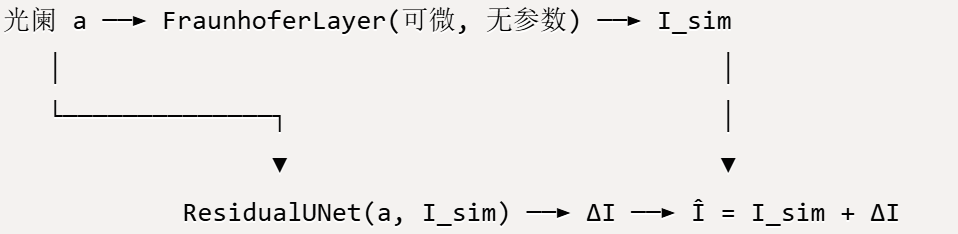 光阑 a ──► FraunhoferLayer(可微, 无参数) ──► I_sim
ResidualUNet(a, I_sim) ──► ΔI ──► Î = I_sim + ΔI